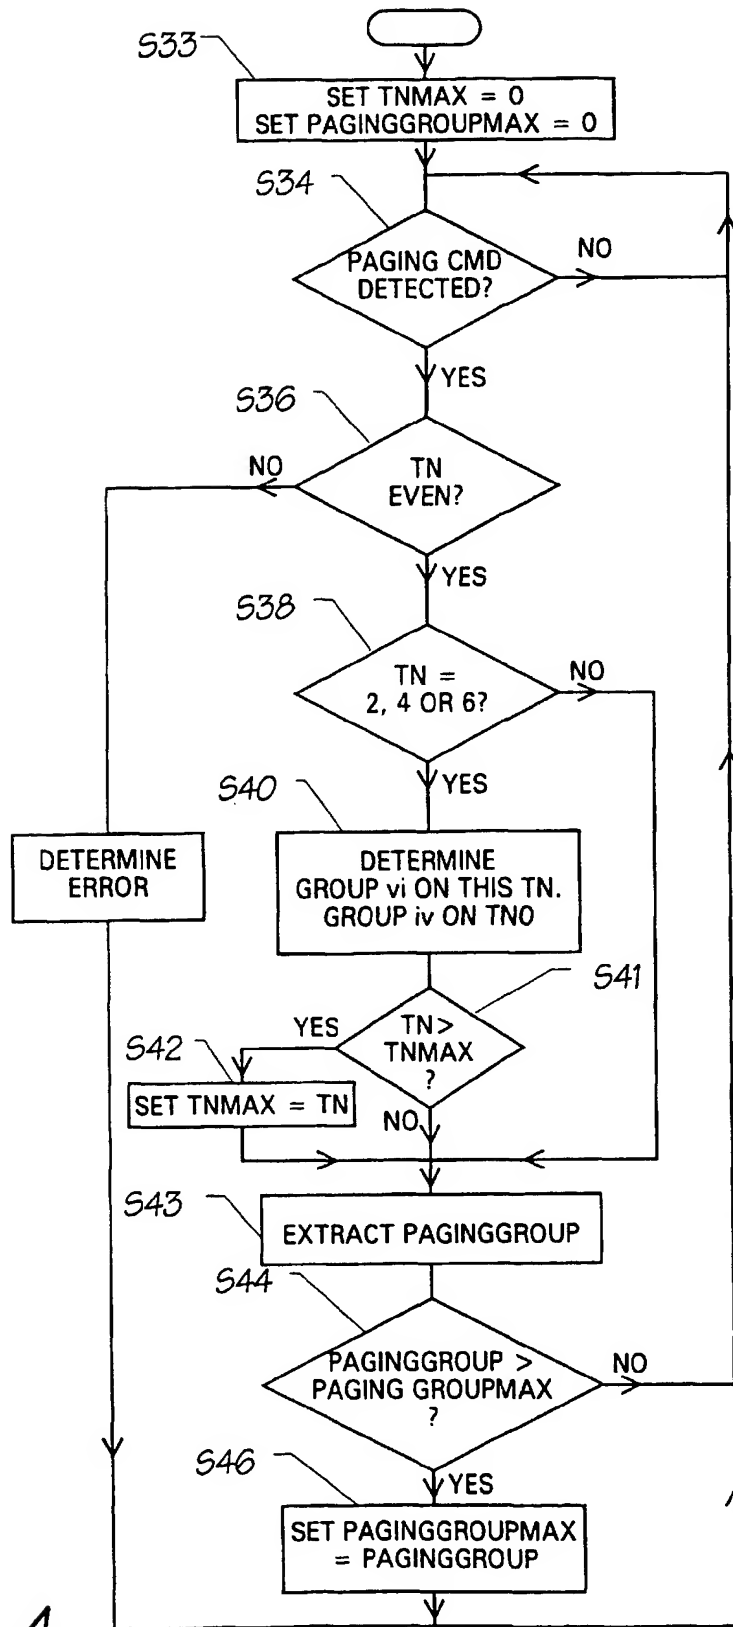 S33
SET TNMAX = 0
SET PAGINGGROUPMAX = 0
S34
PAGING CMD
DETECTED?
NO
YES
S36
TN
EVEN?
NO
YES
S38
TN =
2, 4 OR 6?
NO
YES
S40
DETERMINE
GROUP vi ON THIS TN.
GROUP iv ON TN0
DETERMINE
ERROR
S41
TN>
TNMAX
?
YES
S42
SET TNMAX = TN
NO
S43
EXTRACT PAGINGGROUP
S44
PAGINGGROUP >
PAGING GROUPMAX
?
NO
YES
S46
SET PAGINGGROUPMAX
= PAGINGGROUP